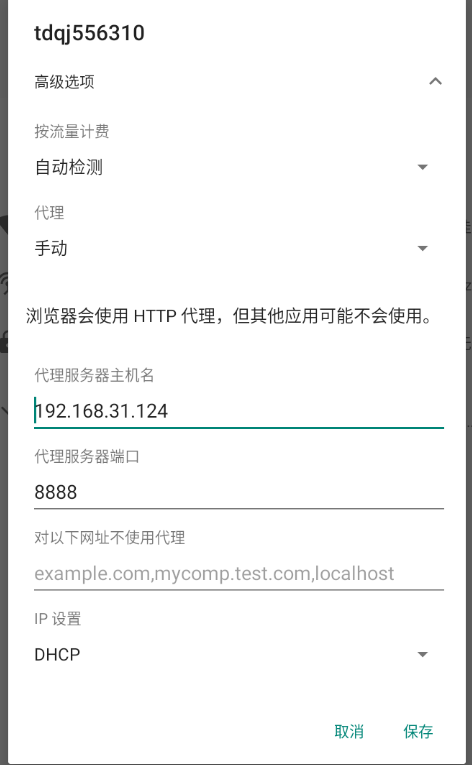 tdqj556310
高级选项
按流量计费
自动检测
代理
手动
浏览器会使用 HTTP 代理，但其他应用可能不会使用。
代理服务器主机名
192.168.31.124
代理服务器端口
8888
对以下网址不使用代理
example.com,mycomp.test.com,localhost
IP 设置
DHCP
取消
保存